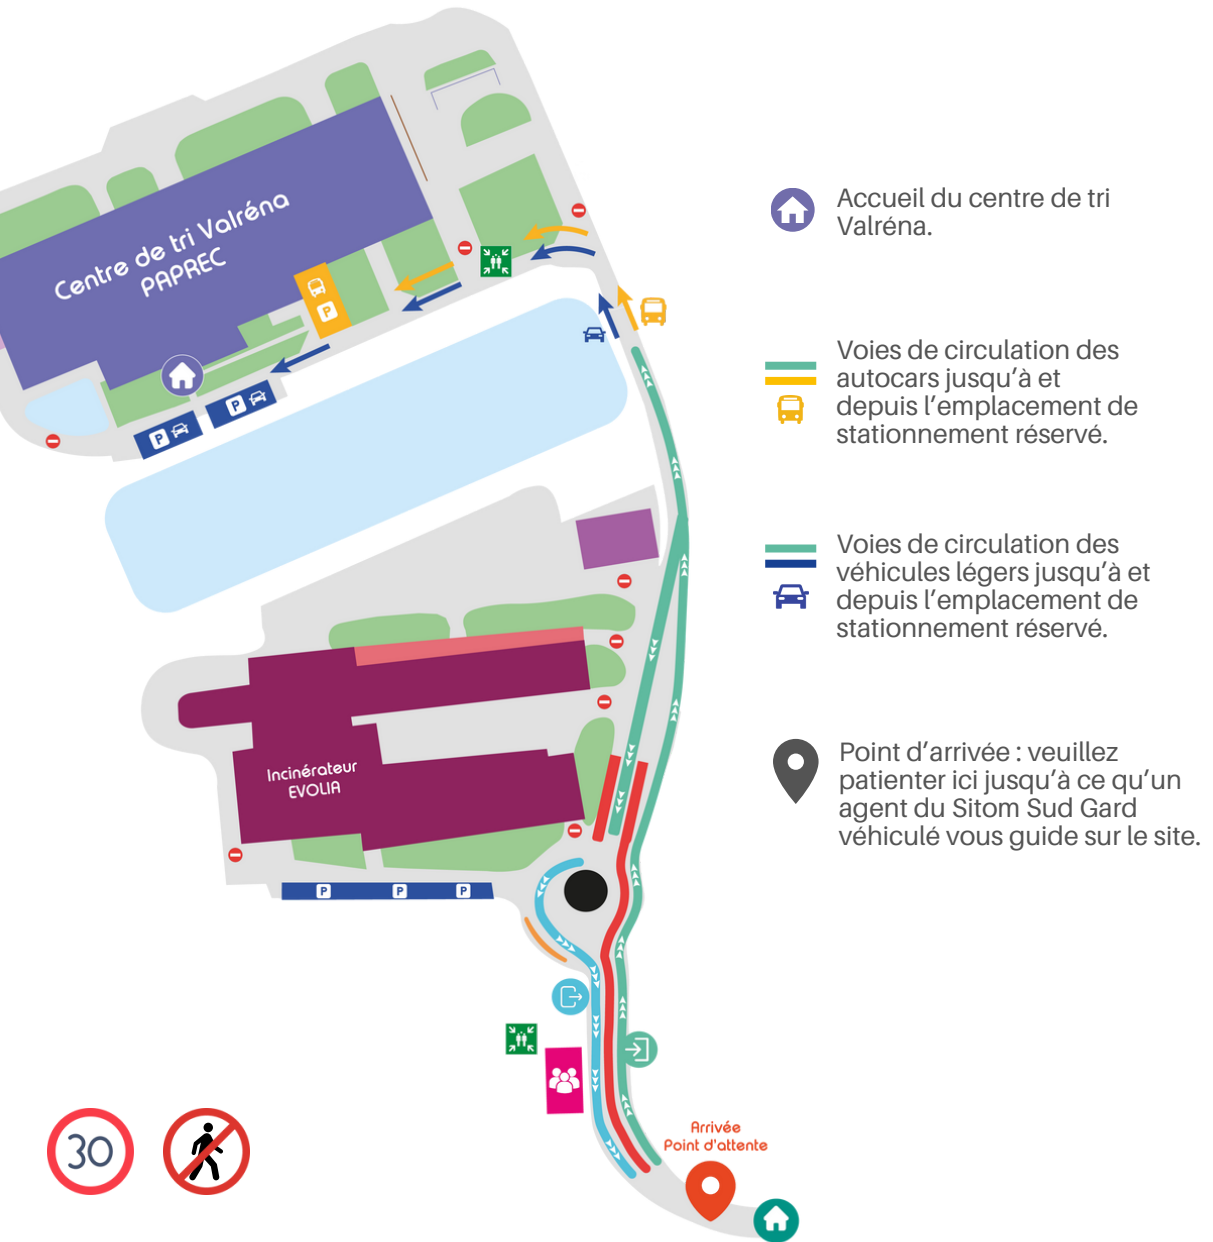 Centre de tri Valréna
PAPREC
P
P
P
Accueil du centre de tri
Valréna.
Voies de circulation des
autocars jusqu’à et
depuis l’emplacement de
stationnement réservé.
Voies de circulation des
véhicules légers jusqu’à et
depuis l’emplacement de
stationnement réservé.
Point d’arrivée : veuillez
patienter ici jusqu’à ce qu’un
agent du Sitom Sud Gard
véhiculé vous guide sur le site.
Incinérateur
EVOLIA
P P P
Arrivée
Point d'attente
30